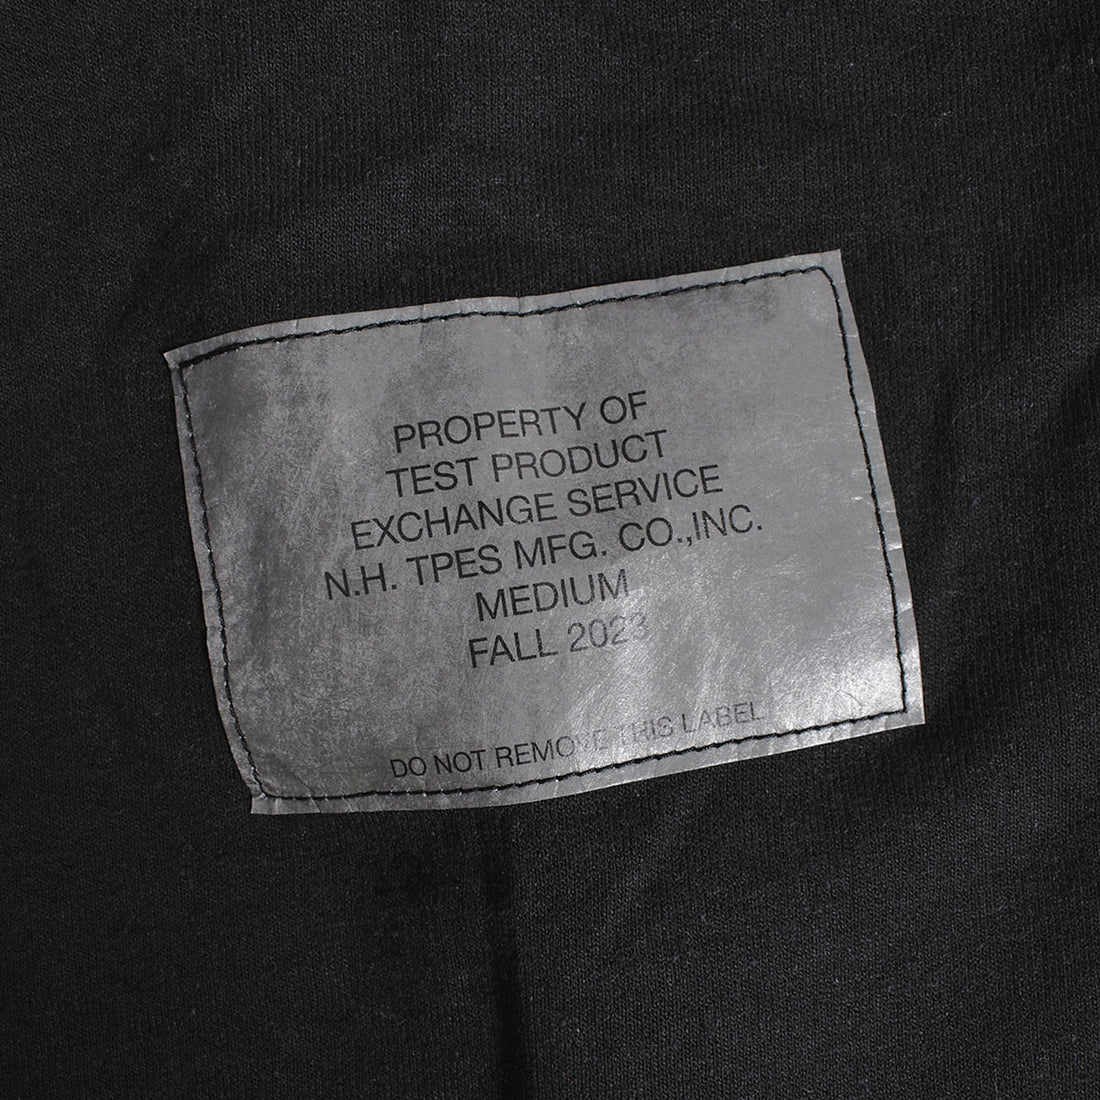 PROPERTY OF
TEST PRODUCT
EXCHANGE SERVICE
N.H. TPES MFG. CO.,INC.
MEDIUM
FALL 2023
DO NOT REMOVE THIS LABEL